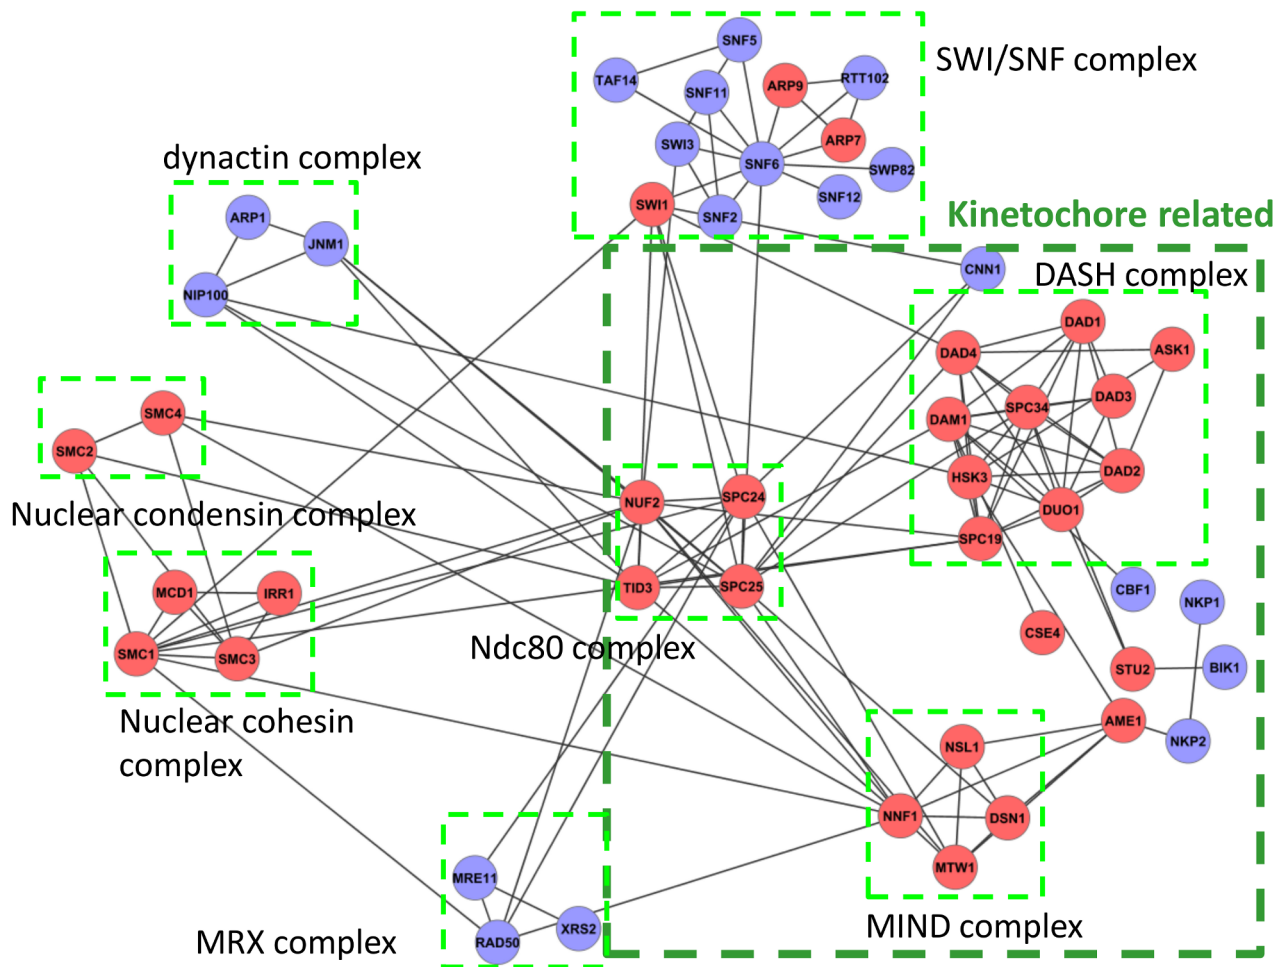 SNF5
SWI/SNF complex
TAF14
SNF11
ARP9
RTT102
SWI3
ARP7
SNF6
SWP82
SNF12
SWI1
SNF2
dynactin complex
ARP1
JNM1
NIP100
Kinetochore related
CNN1
DASH complex
DAD1
DAD4
ASK1
DAD3
SPC34
DAM1
DAD2
HSK3
DUO1
SPC19
SMC4
SMC2
Nuclear condensin complex
NUF2
SPC24
TID3
SPC25
Ndc80 complex
MCD1
IRR1
SMC1
SMC3
Nuclear cohesin
complex
CBF1
NKP1
CSE4
STU2
BIK1
AME1
NKP2
NSL1
NNF1
DSN1
MTW1
MIND complex
MRE11
XRS2
RAD50
MRX complex